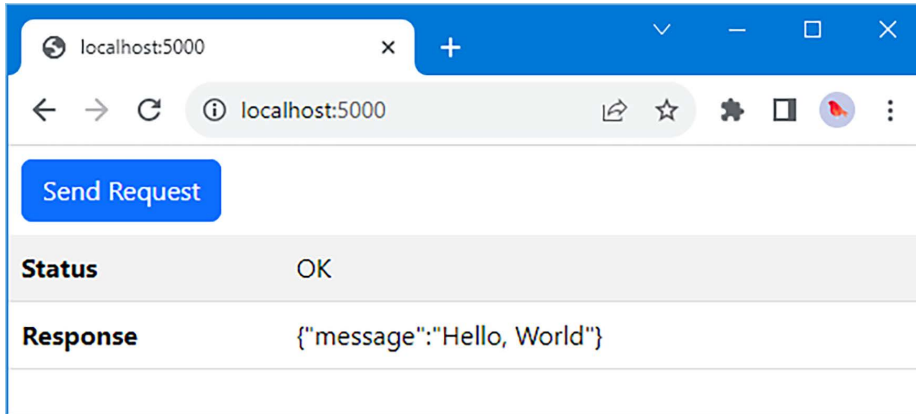 localhost:5000
localhost:5000
Send Request
Status OK
Response {"message":"Hello, World"}